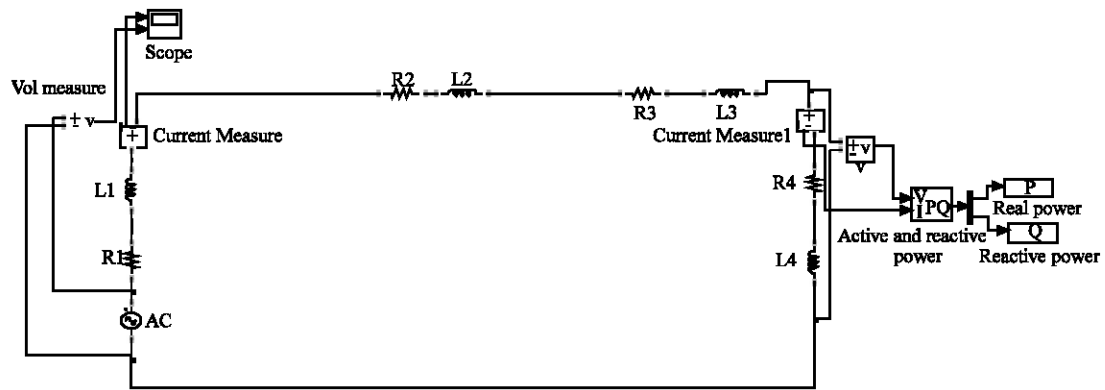 Scope
Vol measure
R2
L2
R3
L3
± v
+
Current Measure
Current Measure1
+
-
± v
v
L1
R4
V
I
PQ
P
Real power
R1
Active and reactive
power
Q
Reactive power
L4
AC